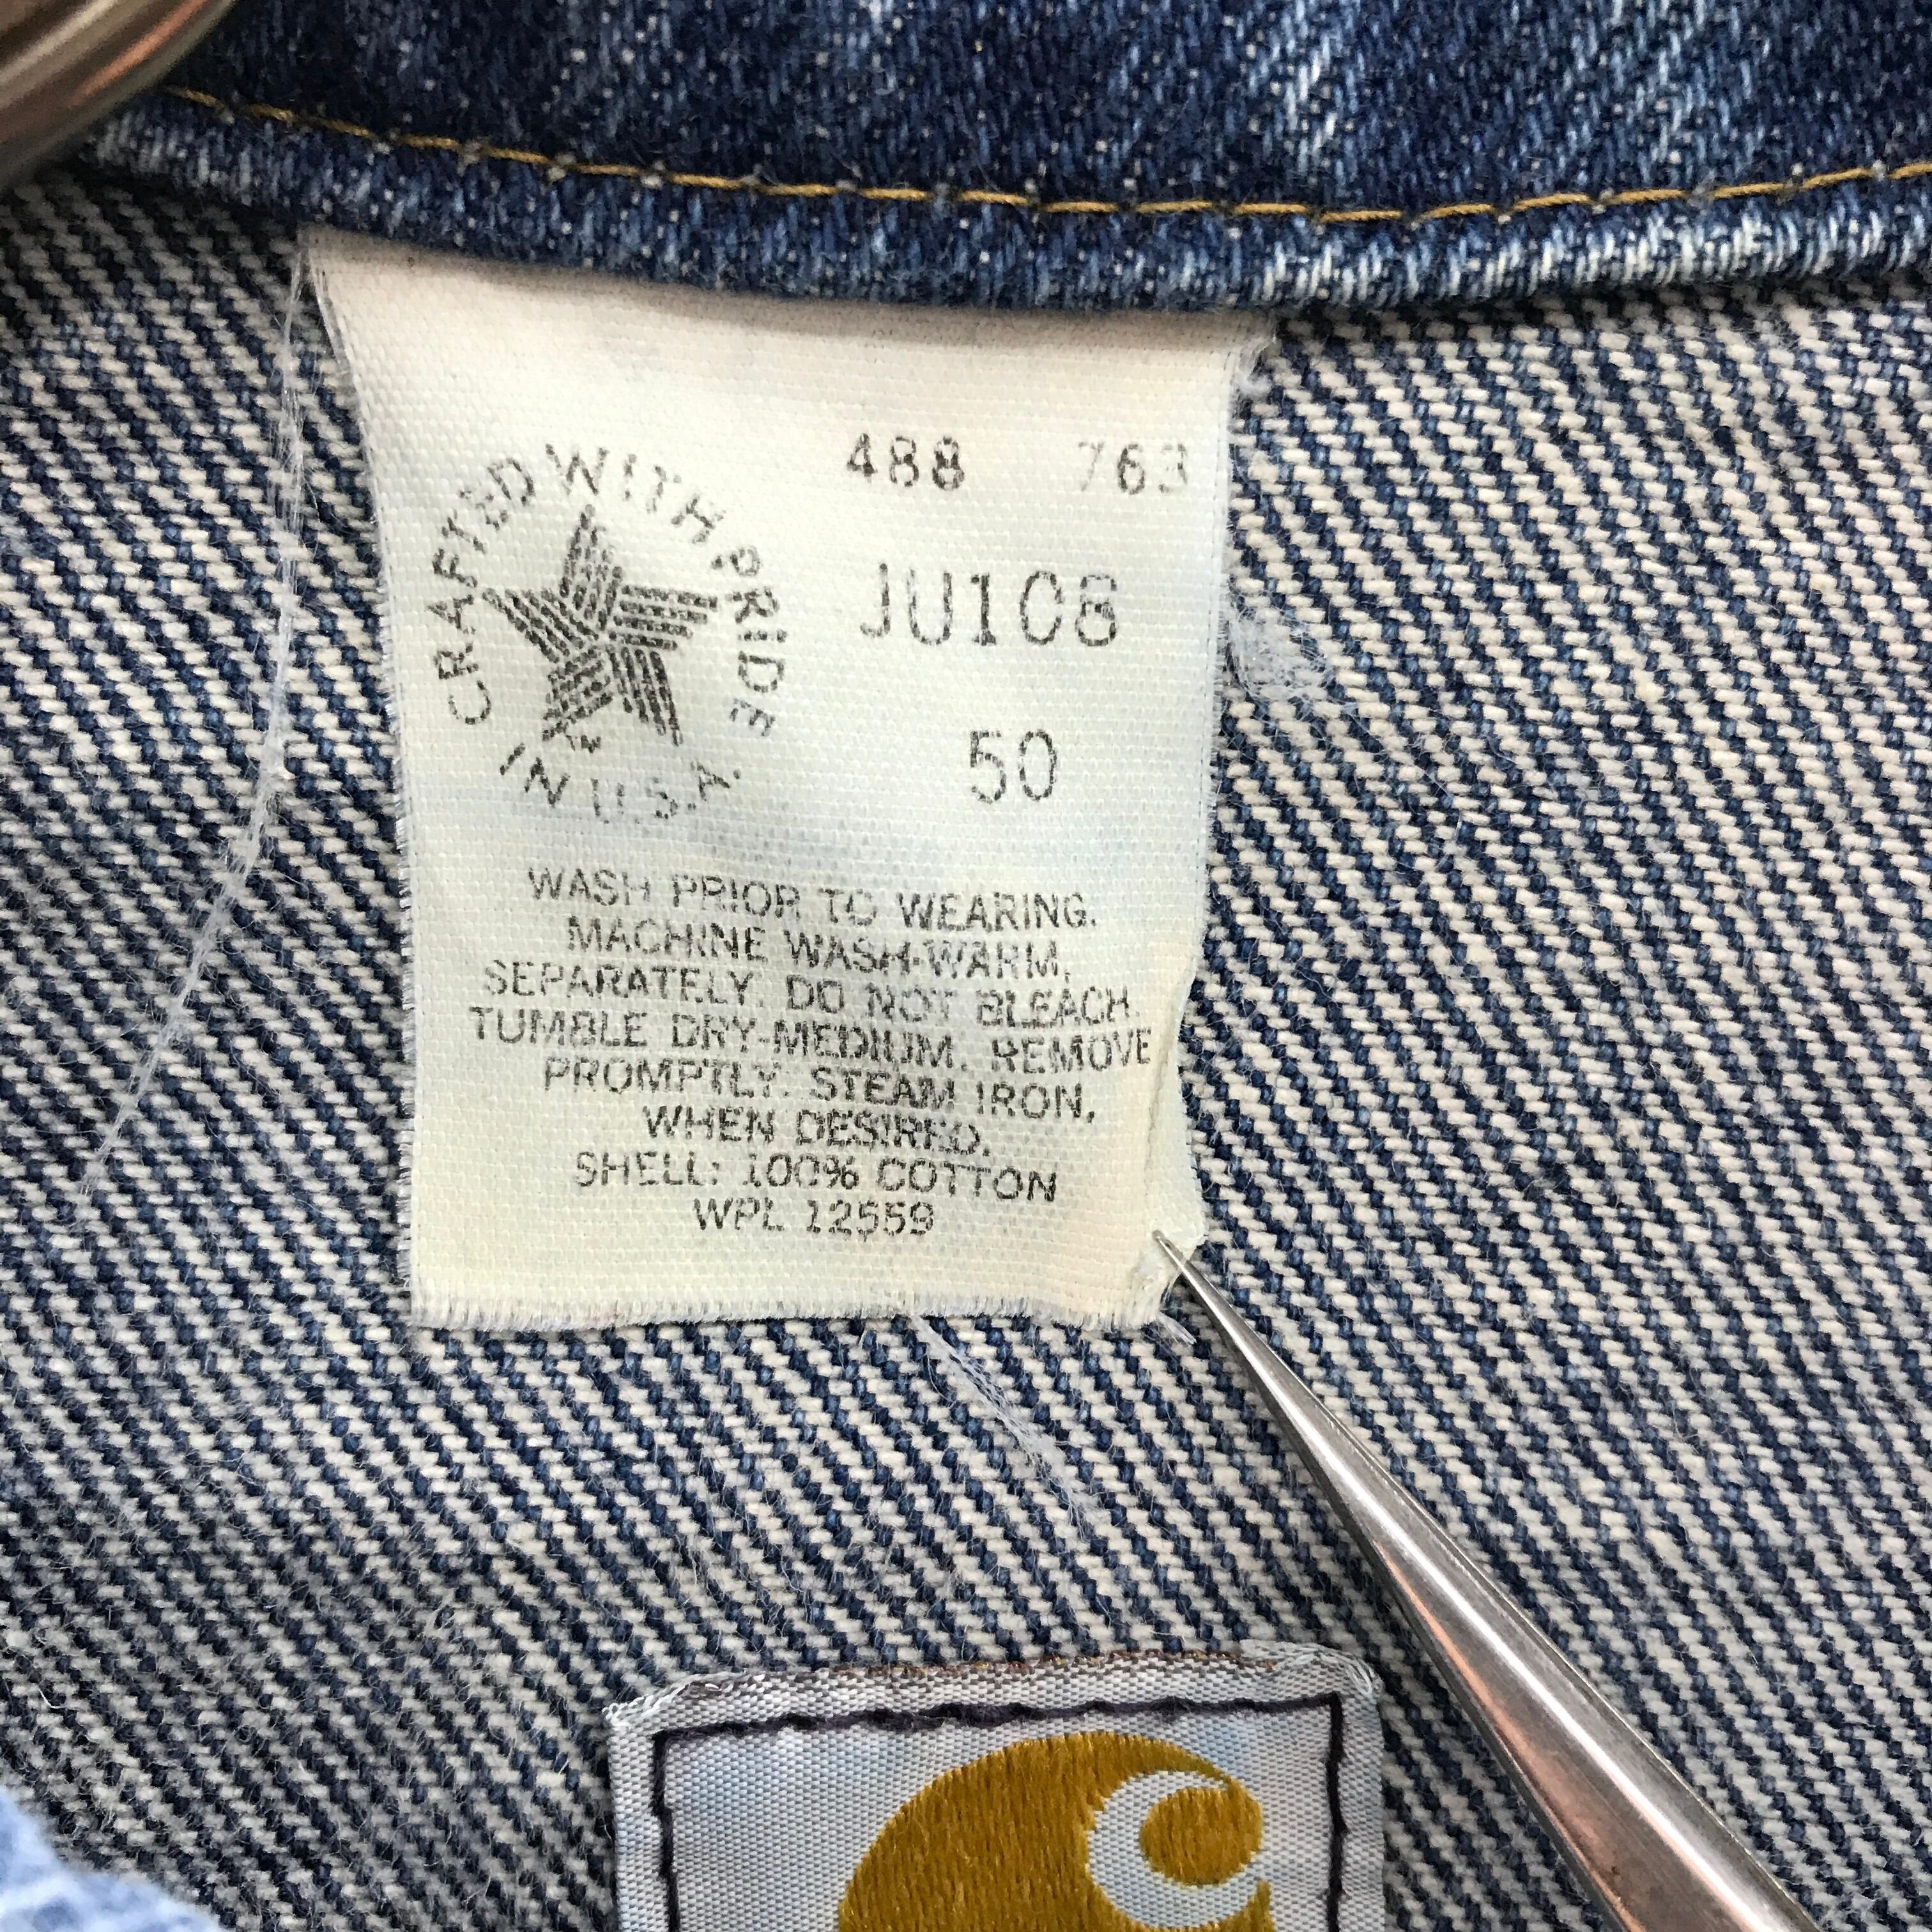 CRAFTED WITH PRIDE
IN U.S.A.
TM
488 763
JU108
50
WASH PRIOR TO WEARING.
MACHINE WASH-WARM,
SEPARATELY. DO NOT BLEACH.
TUMBLE DRY-MEDIUM. REMOVE
PROMPTLY. STEAM IRON,
WHEN DESIRED.
SHELL: 100% COTTON
WPL 12559